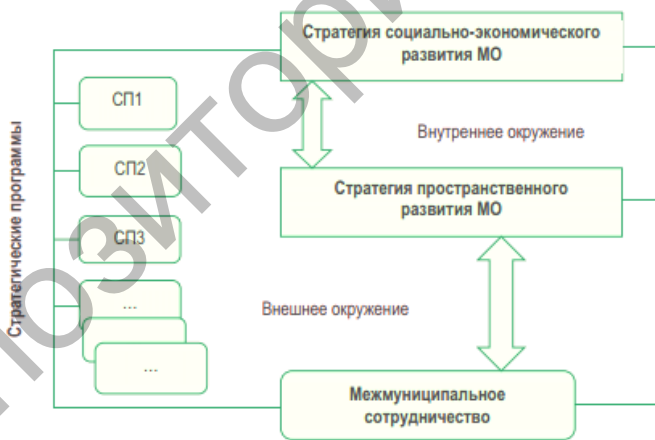 Стратегия социально-экономического
развития МО
СП1
Внутреннее окружение
СП2
Стратегия пространственного
развития МО
СП3
Стратегические программы
...
Внешнее окружение
...
Межмуниципальное
сотрудничество